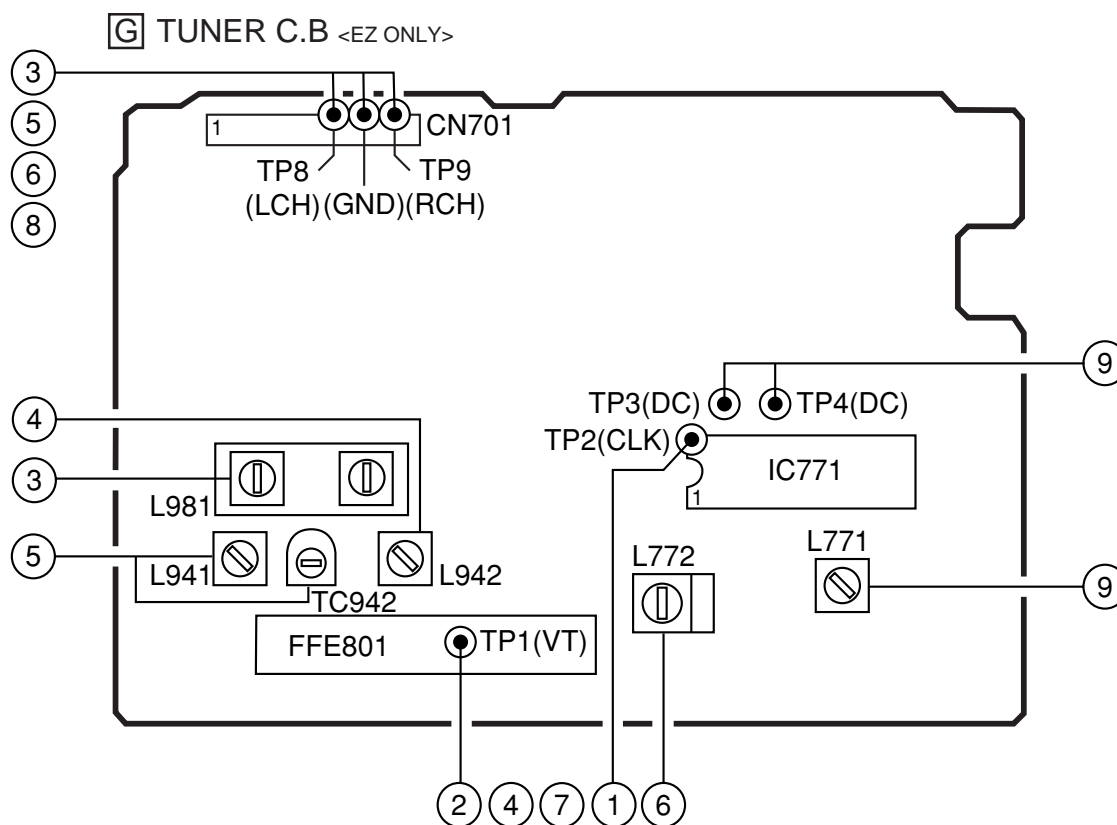 G TUNER C.B <EZ ONLY>
3
5
6
8
1
CN701
TP8
TP9
(LCH)(GND)(RCH)
9
TP3(DC)
TP4(DC)
4
TP2(CLK)
IC771
1
3
L981
5
L941
TC942
L942
L772
L771
9
FFE801
TP1(VT)
2
4
7
1
6